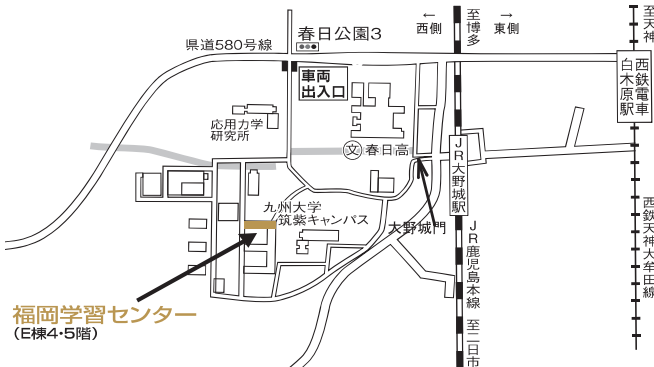 県道580号線
春日公園3
車両
出入口
←
西側
至博多
→
東側
至天神
西鉄電車
白木原駅
応用力学
研究所
文
春日高
JR大野城駅
九州大学
筑紫キャンパス
大野城門
JR鹿児島本線
至二日市
西鉄天神大牟田線
福岡学習センター
(E棟4・5階)